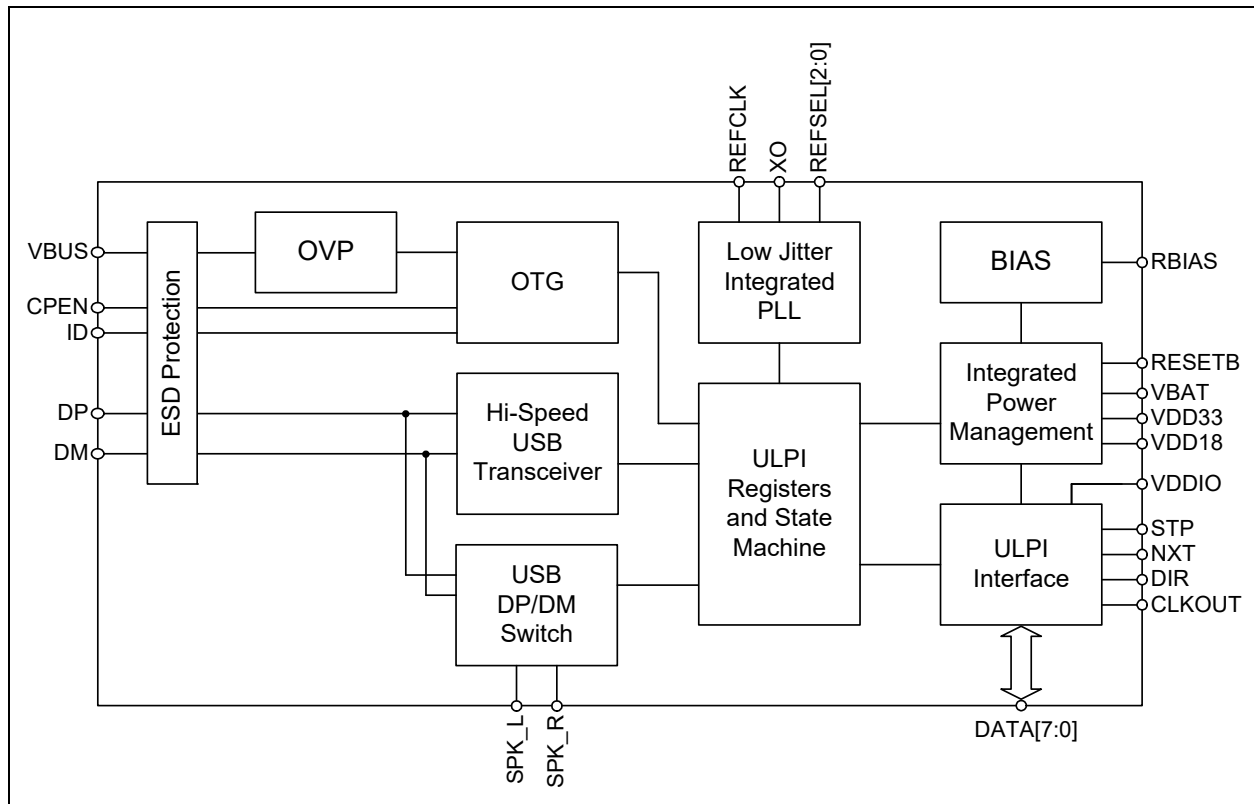 REFCLK
XO
REFSEL[2:0]
VBUS
CPEN
ID
DP
DM
ESD Protection
OVP
OTG
Low Jitter
Integrated
PLL
BIAS
RBIAS
Hi-Speed
USB
Transceiver
ULPI
Registers
and State
Machine
Integrated
Power
Management
RESETB
VBAT
VDD33
VDD18
VDDIO
USB
DP/DM
Switch
ULPI
Interface
STP
NXT
DIR
CLKOUT
SPK_L
SPK_R
DATA[7:0]